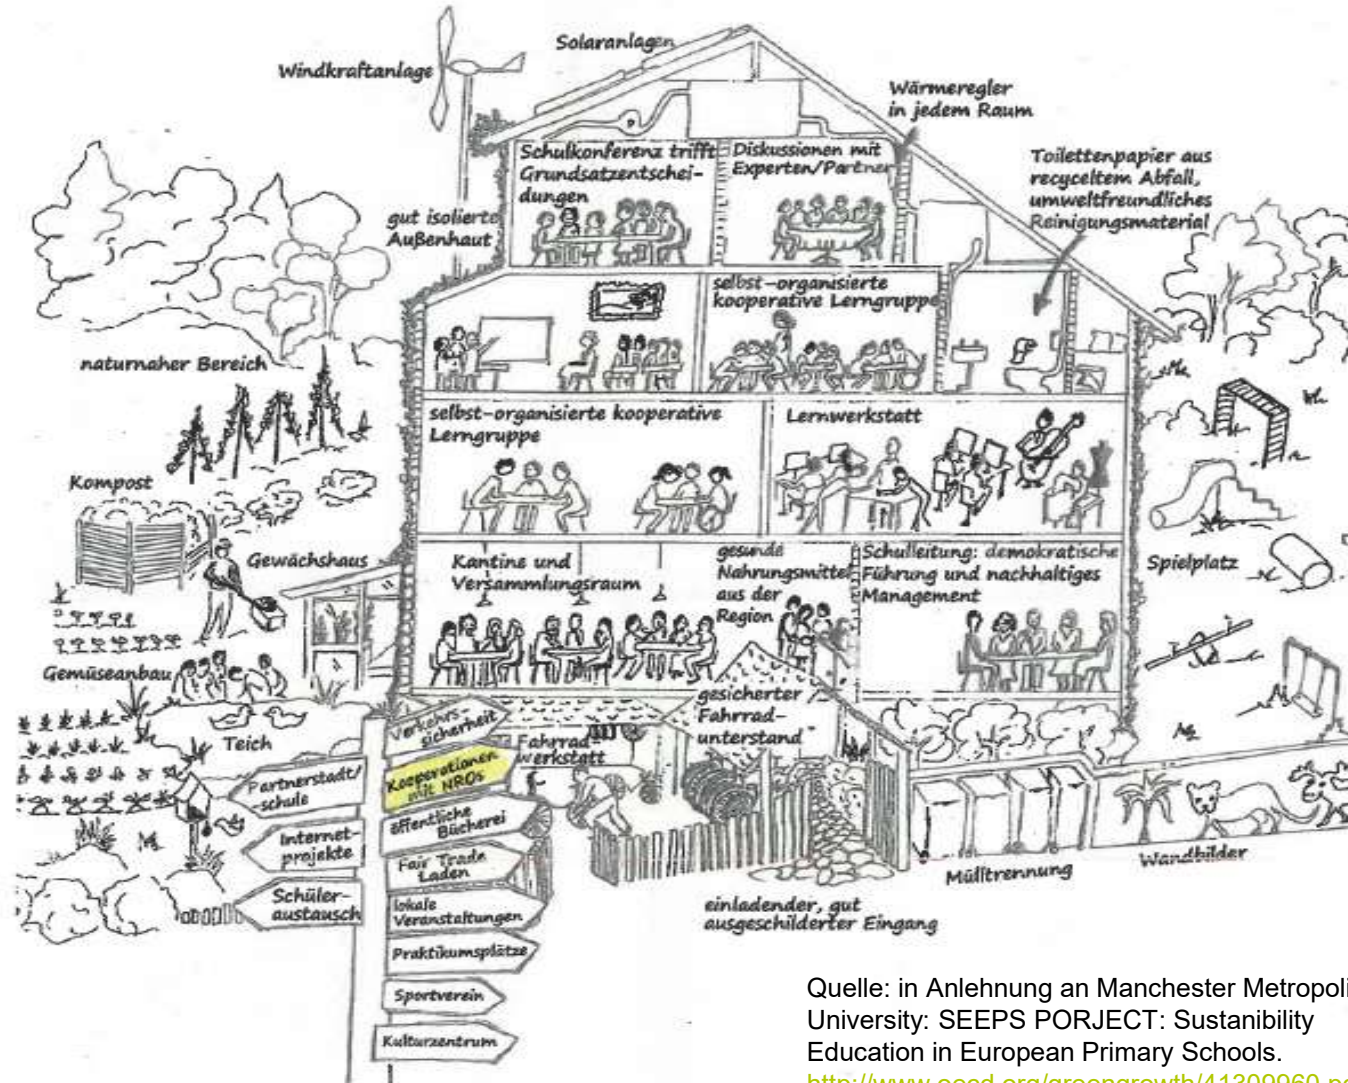 Solaranlagen
Windkraftanlage
Wärmeregler
in jedem Raum
Schulkonferenz trifft
Grundsatzentschei-
dungen
Diskussionen mit
Experten/Partner
Toilettenpapier aus
recyceltem Abfall,
umweltfreundliches
Reinigungsmaterial
gut isolierte
Außenhaut
selbst-organisierte
kooperative Lerngruppe
naturnaher Bereich
selbst-organisierte kooperative
Lerngruppe
Lernwerkstatt
Kompost
Gewächshaus
Kantine und
Versammlungsraum
gesunde
Nahrungsmittel
aus der
Region
Schulleitung: demokratische
Führung und nachhaltiges
Management
Spielplatz
Gemüseanbau
Teich
gesicherter
Fahrrad-
unterstand
Verkehrs-
sicherheit
Fahrrad-
werkstatt
Kooperationen
mit NROs
Partnerstadt/
-schule
öffentliche
Bücherei
Internet-
projekte
Fair Trade
Laden
Schüler-
austausch
lokale
Veranstaltungen
Praktikumsplätze
Sportverein
Kulturzentrum
einladender, gut
ausgeschilderter Eingang
Mülltrennung
Wandbilder
Quelle: in Anlehnung an Manchester Metropoli
University: SEEPS PORJECT: Sustanibility
Education in European Primary Schools.